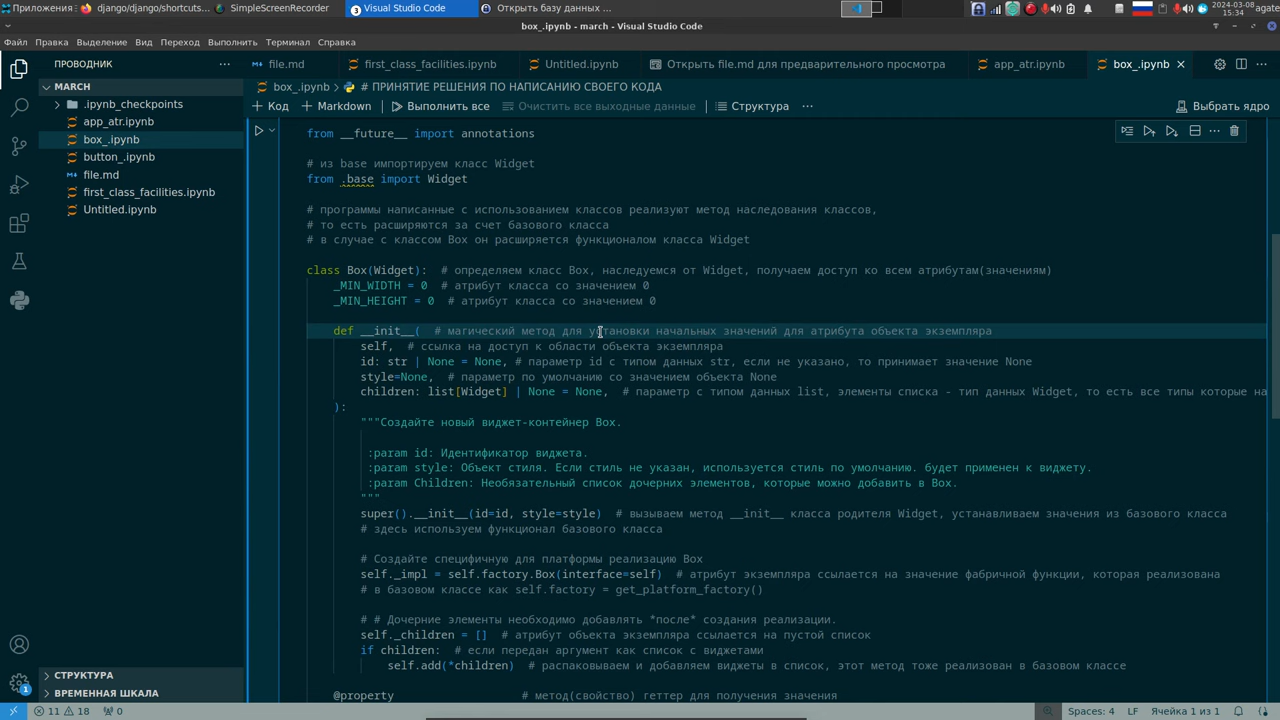 Приложения
django/django/shortcuts...
SimpleScreenRecorder
3 Visual Studio Code
Открыть базу данных ...
2024-03-08
15:34
agate
box_.ipynb - march - Visual Studio Code
Файл Правка Выделение Вид Переход Выполнить Терминал Справка
ПРОВОДНИК ...
file.md
first_class_facilities.ipynb
Untitled.ipynb
Открыть file.md для предварительного просмотра
app_atr.ipynb
box_.ipynb
MARCH
.ipynb_checkpoints
app_atr.ipynb
box_.ipynb
button_.ipynb
file.md
first_class_facilities.ipynb
Untitled.ipynb
СТРУКТУРА
ВРЕМЕННАЯ ШКАЛА
box_.ipynb > # ПРИНЯТИЕ РЕШЕНИЯ ПО НАПИСАНИЮ СВОЕГО КОДА
+ Код + Markdown Выполнить все Очистить все выходные данные Структура ... Выбрать ядро
from __future__ import annotations
# из base импортируем класс Widget
from .base import Widget
# программы написанные с использованием классов реализуют метод наследования классов,
# то есть расширяются за счет базового класса
# в случае с классом Box он расширяется функционалом класса Widget
class Box(Widget):  # определяем класс Box, наследуемся от Widget, получаем доступ ко всем атрибутам(значениям)
_MIN_WIDTH = 0  # атрибут класса со значением 0
_MIN_HEIGHT = 0  # атрибут класса со значением 0
def __init__(  # магический метод для установки начальных значений для атрибута объекта экземпляра
self,  # ссылка на доступ к области объекта экземпляра
id: str | None = None, # параметр id с типом данных str, если не указано, то принимает значение None
style=None,  # параметр по умолчанию со значением объекта None
children: list[Widget] | None = None,  # параметр с типом данных list, элементы списка - тип данных Widget, то есть все типы которые на
):
"""Создайте новый виджет-контейнер Box.
:param id: Идентификатор виджета.
:param style: Объект стиля. Если стиль не указан, используется стиль по умолчанию. будет применен к виджету.
:param Children: Необязательный список дочерних элементов, которые можно добавить в Box.
"""
super().__init__(id=id, style=style)  # вызываем метод __init__ класса родителя Widget, устанавливаем значения из базового класса
# здесь используем функционал базового класса
# Создайте специфичную для платформы реализацию Box
self._impl = self.factory.Box(interface=self)  # атрибут экземпляра ссылается на значение фабричной функции, которая реализована
# в базовом классе как self.factory = get_platform_factory()
# # Дочерние элементы необходимо добавлять *после* создания реализации.
self._children = []  # атрибут объекта экземпляра ссылается на пустой список
if children:  # если передан аргумент как список с виджетами
self.add(*children)  # распаковываем и добавляем виджеты в список, этот метод тоже реализован в базовом классе
@property  # метод(свойство) геттер для получения значения
1
11 18 0
Spaces: 4 LF Ячейка 1 из 1